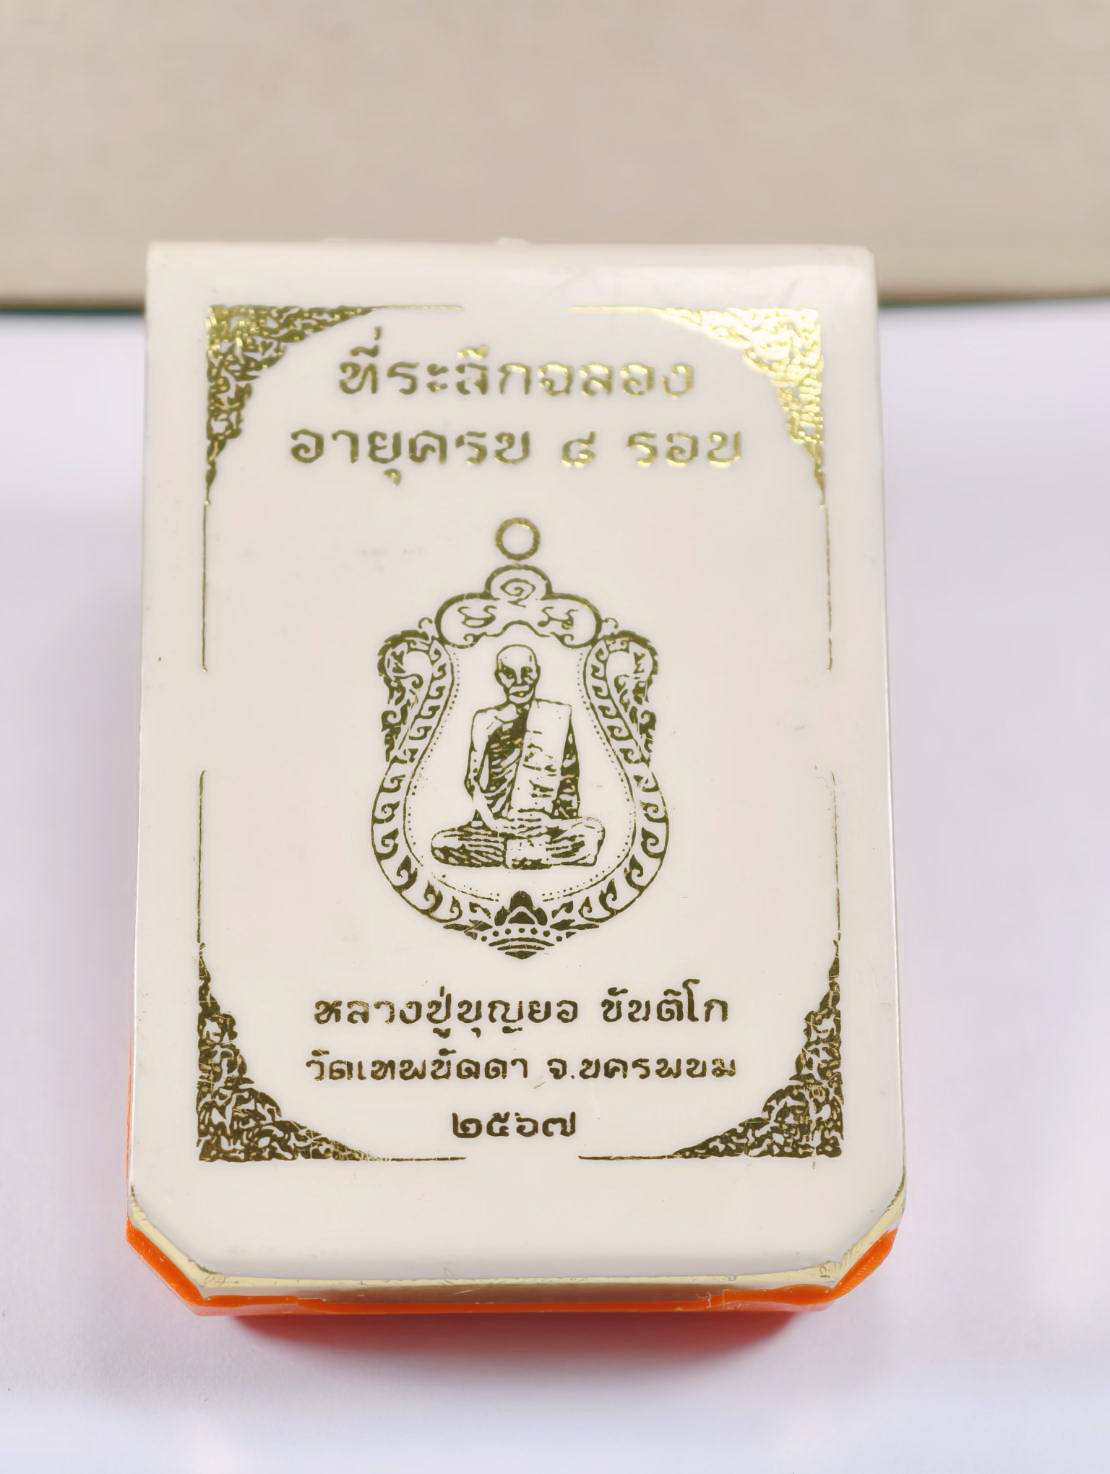 ที่ระลึกฉลอง
อายุครบ ๘ รอบ
หลวงปู่บุญยอ ขันติโก
วัดเทพนัดดา จ.นครพนม
๒๕๖๗